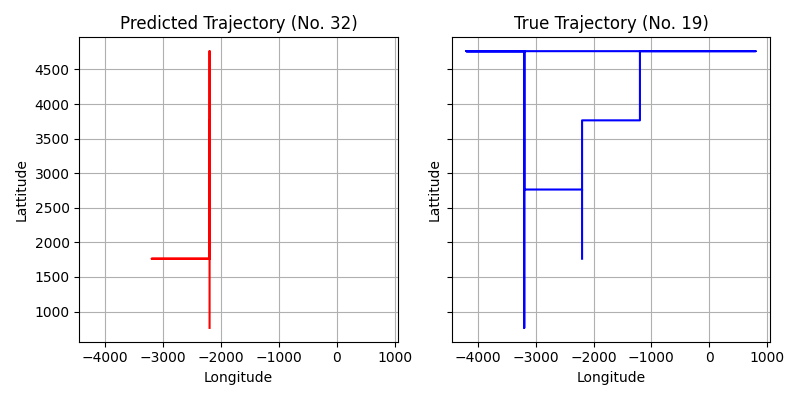 Predicted Trajectory (No. 32)
True Trajectory (No. 19)
Lattitude
4500
4000
3500
3000
2500
2000
1500
1000
−4000 −3000 −2000 −1000 0 1000
Longitude
Lattitude
−4000 −3000 −2000 −1000 0 1000
Longitude